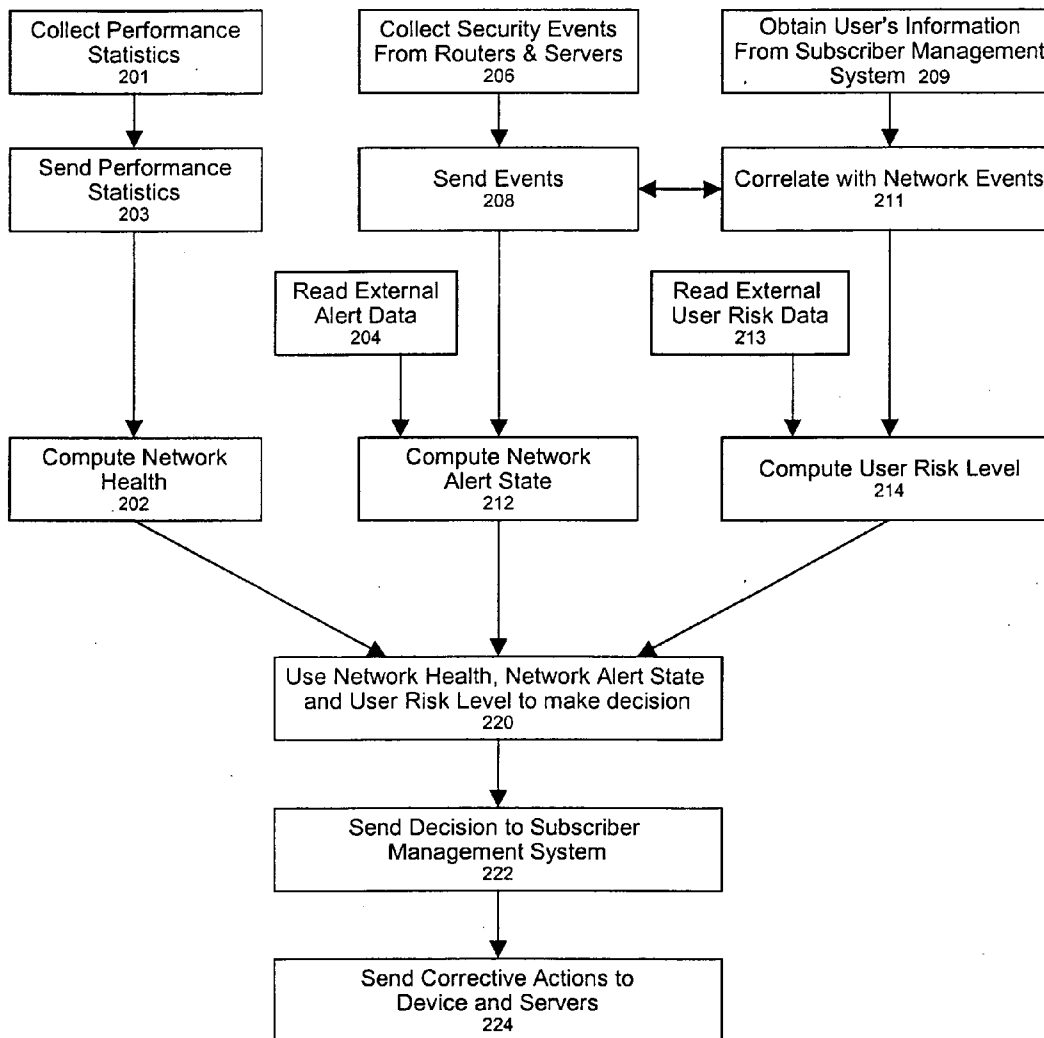 Collect Performance
Statistics
201
Collect Security Events
From Routers & Servers
206
Obtain User's Information
From Subscriber Management
System 209
Send Performance
Statistics
203
Send Events
208
Correlate with Network Events
211
Read External
Alert Data
204
Read External
User Risk Data
213
Compute Network
Health
202
Compute Network
Alert State
212
Compute User Risk Level
214
Use Network Health, Network Alert State
and User Risk Level to make decision
220
Send Decision to Subscriber
Management System
222
Send Corrective Actions to
Device and Servers
224